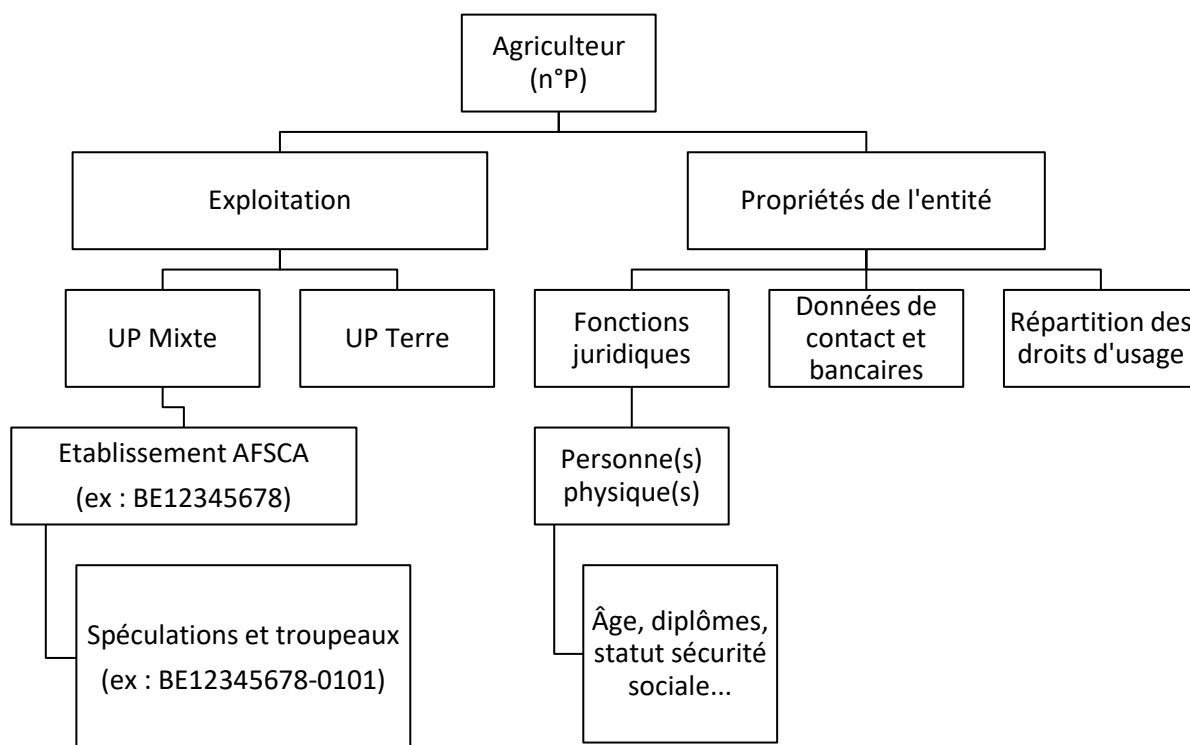 Agriculteur
(n°P)
Exploitation
Propriétés de l'entité
UP Mixte
UP Terre
Fonctions
juridiques
Données de
contact et
bancaires
Répartition des
droits d'usage
Etablissement AFSCA
(ex : BE12345678)
Personne(s)
physique(s)
Spéculations et troupeaux
(ex : BE12345678-0101)
Âge, diplômes,
statut sécurité
sociale...